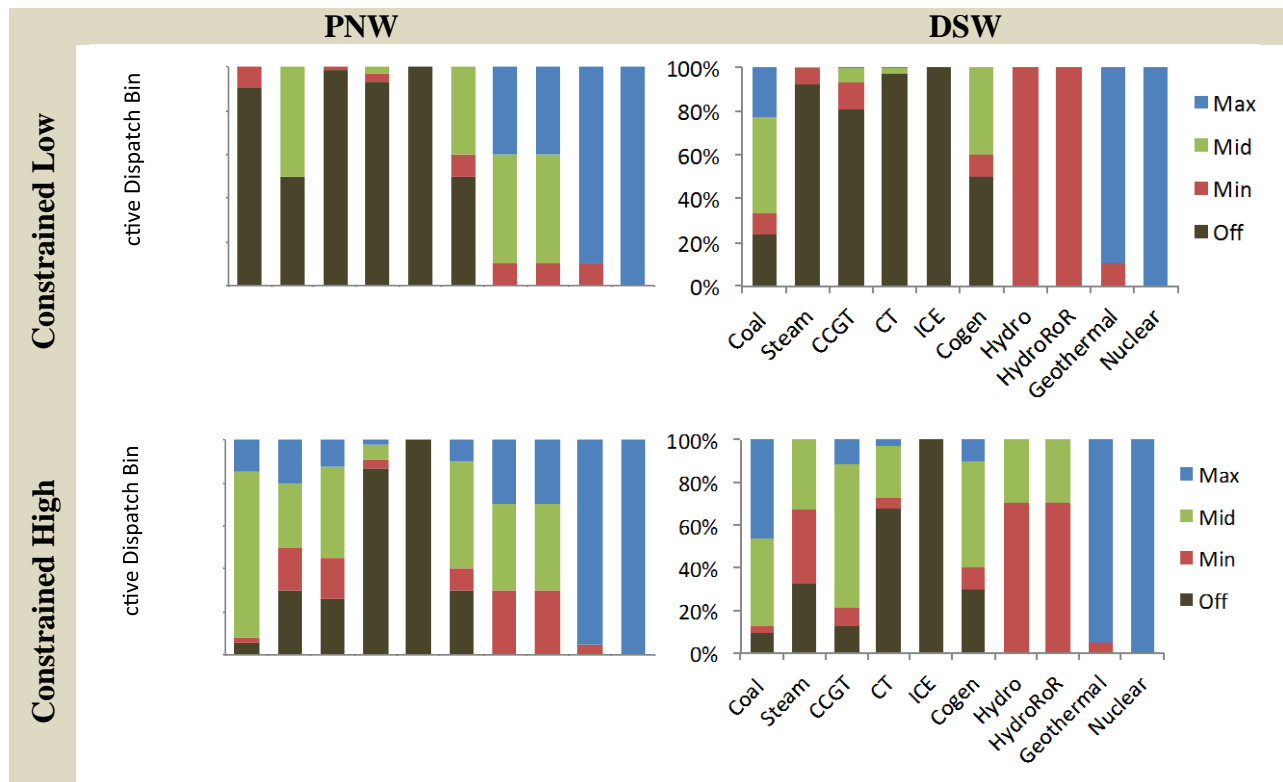 PNW
DSW
Constrained Low
ctive Dispatch Bin
100%
80%
60%
40%
20%
0%
Coal
Steam
CCGT
CT
ICE
Cogen
Hydro
HydroRoR
Geothermal
Nuclear
Max
Mid
Min
Off
Constrained High
ctive Dispatch Bin
100%
80%
60%
40%
20%
0%
Coal
Steam
CCGT
CT
ICE
Cogen
Hydro
HydroRoR
Geothermal
Nuclear
Max
Mid
Min
Off